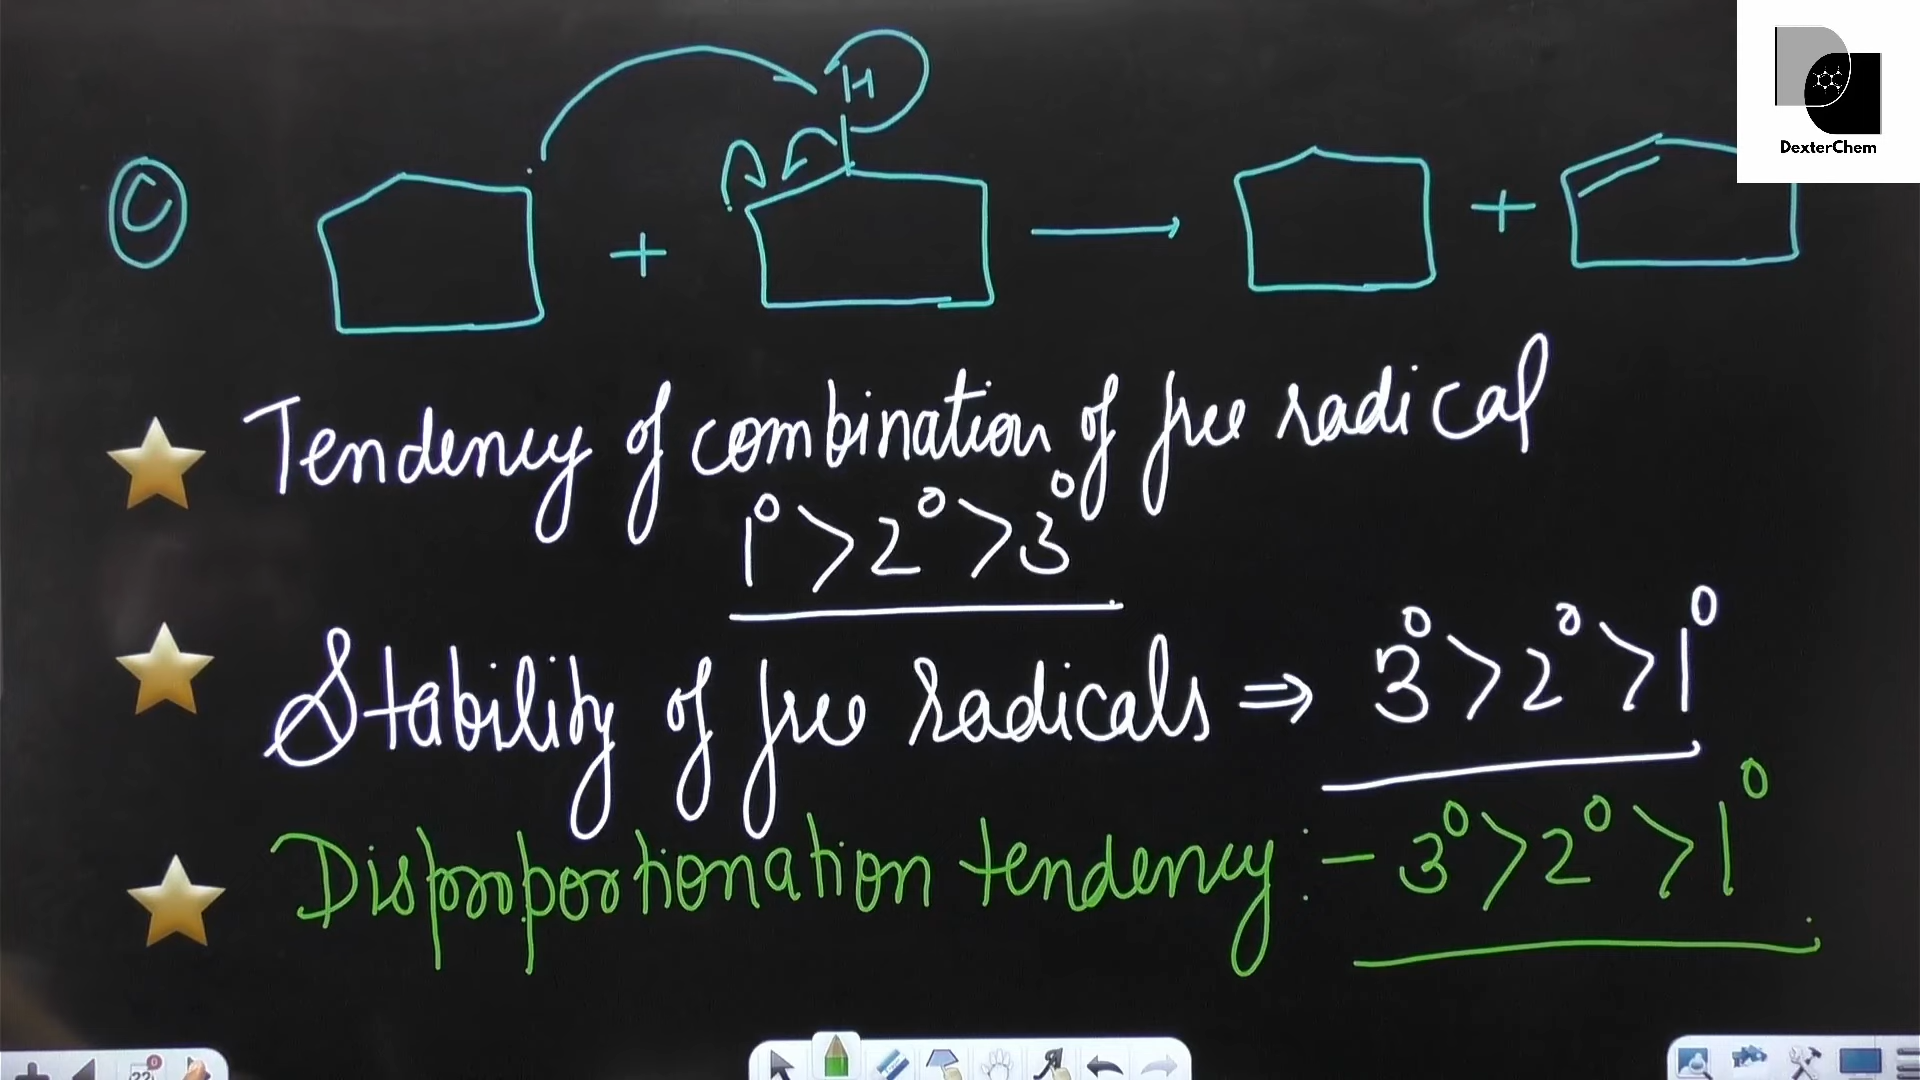 H
DexterChem
C
+
+
Tendency of combination of free radical
1° > 2° > 3°
Stability of free radicals ⇒ 3° > 2° > 1°
Disproportionation tendency :- 3° > 2° > 1°